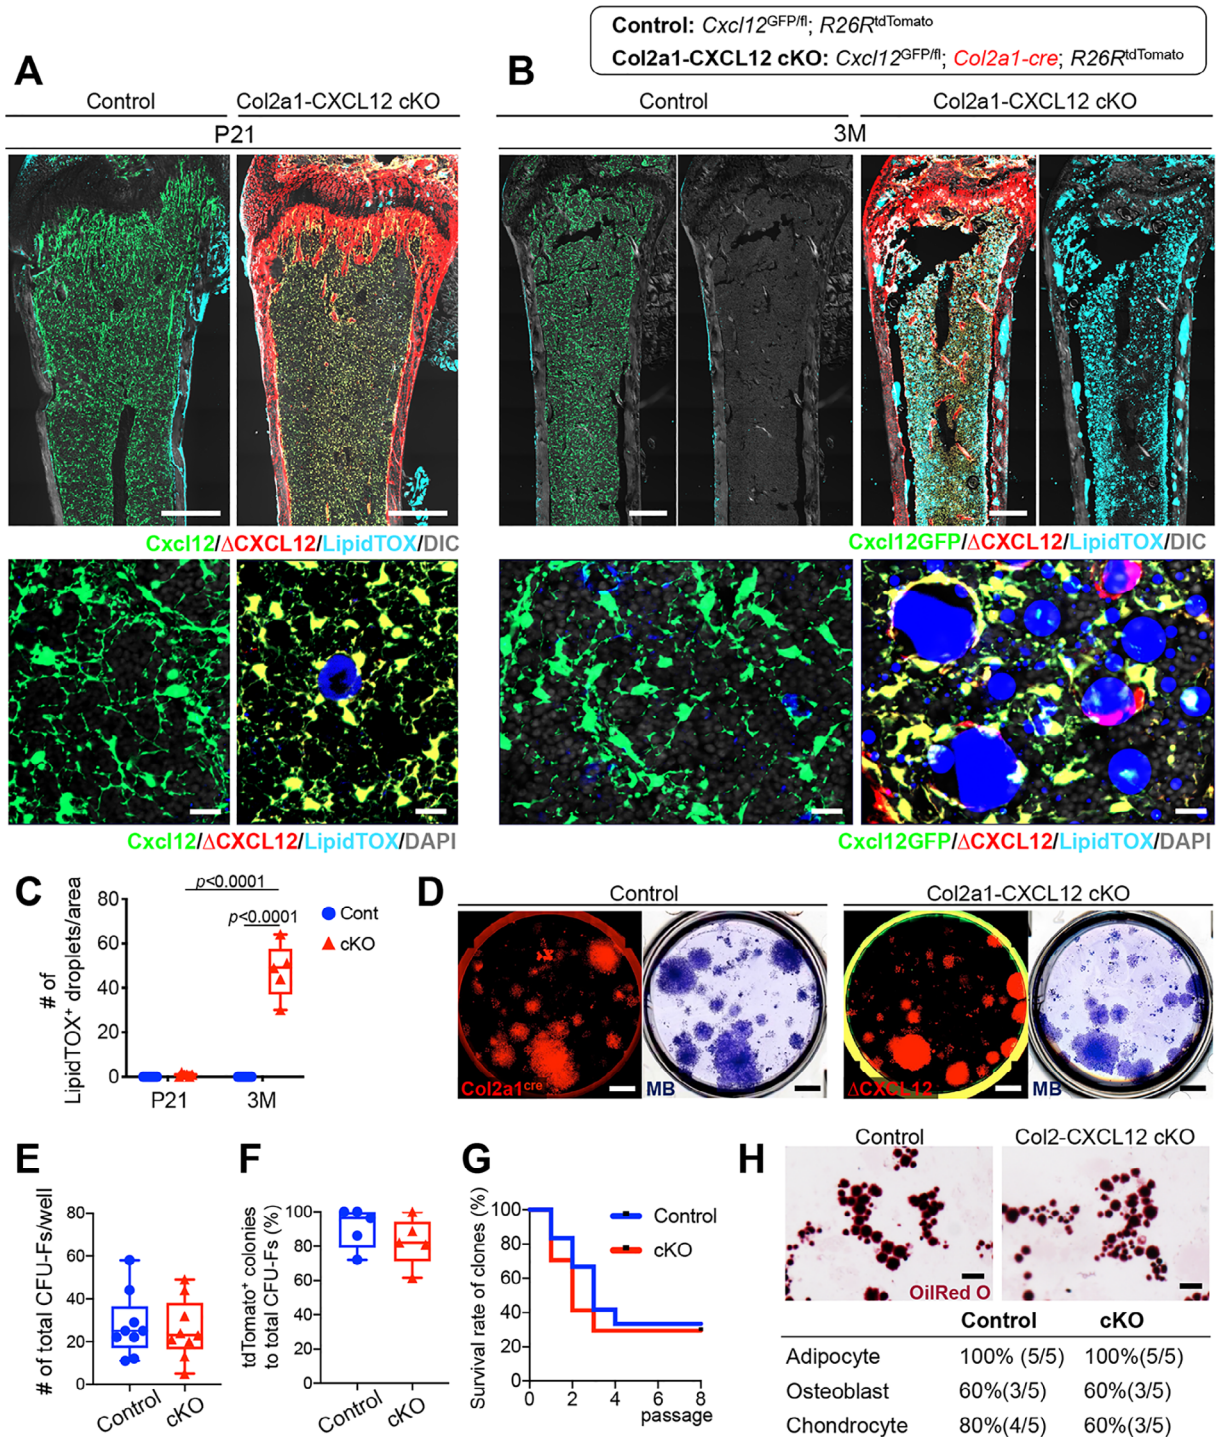 Control: Cxcl12GFP/fl; R26RtdTomato
Col2a1-CXCL12 cKO: Cxcl12GFP/fl; Col2a1-cre; R26RtdTomato
A
Control
Col2a1-CXCL12 cKO
P21
Cxcl12/ΔCXCL12/LipidTOX/DIC
Cxcl12/ΔCXCL12/LipidTOX/DAPI
B
Control
Col2a1-CXCL12 cKO
3M
Cxcl12GFP/ΔCXCL12/LipidTOX/DIC
Cxcl12GFP/ΔCXCL12/LipidTOX/DAPI
C
# of
LipidTOX+ droplets/area
80
60
40
20
0
p<0.0001
p<0.0001
Cont
cKO
P21
3M
D
Control
Col2a1-CXCL12 cKO
Col2a1cre
MB
ΔCXCL12
MB
E
# of total CFU-Fs/well
80
60
40
20
0
Control
cKO
F
tdTomato+ colonies
to total CFU-Fs (%)
100
80
60
40
20
0
Control
cKO
G
Survival rate of clones (%)
100
80
60
40
20
0
Control
cKO
0
2
4
6
8
passage
H
Control
Col2-CXCL12 cKO
OilRed O
Control cKO
Adipocyte 100% (5/5) 100%(5/5)
Osteoblast 60%(3/5) 60%(3/5)
Chondrocyte 80%(4/5) 60%(3/5)